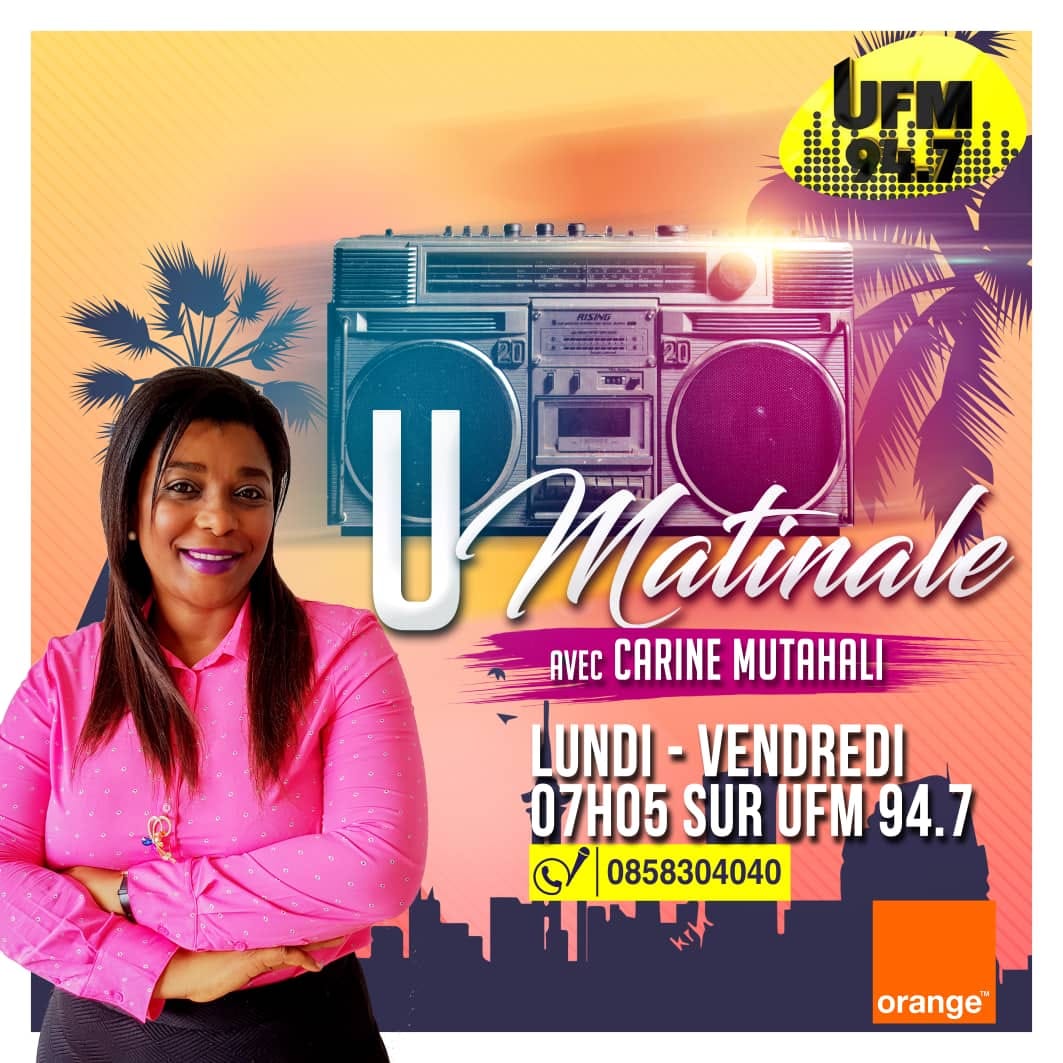 UFM
94.7
RISING
20
20
U Matinale
AVEC CARINE MUTAHALI
LUNDI - VENDREDI
07H05 SUR UFM 94.7
0858304040
krkk
orange™